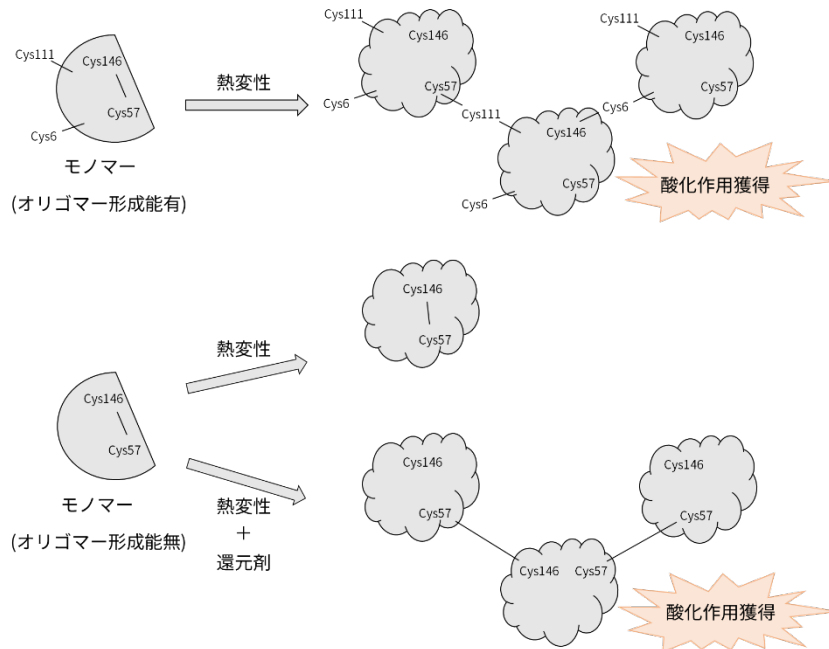 Cys111
Cys146
Cys57
Cys6
モノマー
(オリゴマー形成能有)
熱変性
Cys111
Cys146
Cys57
Cys6
Cys111
Cys146
Cys57
Cys6
Cys111
Cys146
Cys57
Cys6
酸化作用獲得
Cys146
Cys57
モノマー
(オリゴマー形成能無)
熱変性
Cys146
Cys57
熱変性
+
還元剤
Cys146
Cys57
Cys146 Cys57
Cys146
Cys57
酸化作用獲得